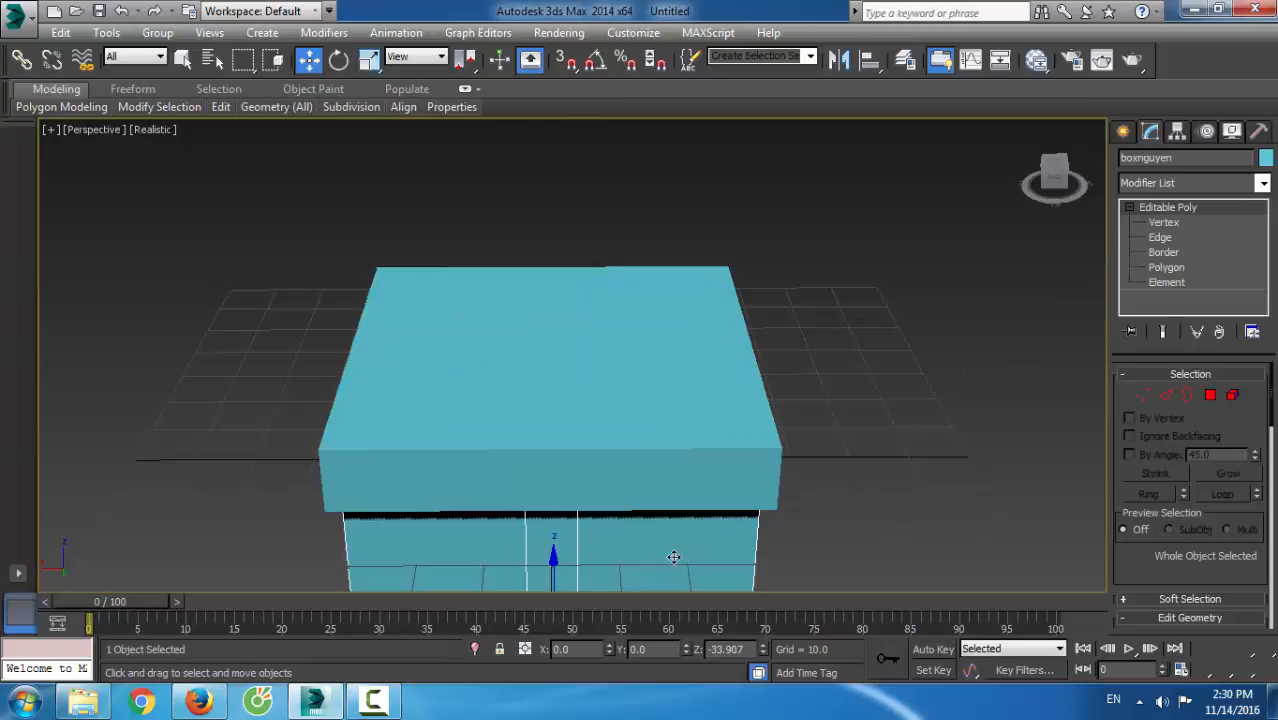 Workspace: Default
Autodesk 3ds Max 2014 x64 Untitled
Type a keyword or phrase
Edit Tools Group Views Create Modifiers Animation Graph Editors Rendering Customize MAXScript Help
All
View
3
Create Selection Se
Modeling Freeform Selection Object Paint Populate
Polygon Modeling Modify Selection Edit Geometry (All) Subdivision Align Properties
[+] [Perspective] [Realistic]
boxnguyen
Modifier List
Editable Poly
Vertex
Edge
Border
Polygon
Element
Selection
By Vertex
Ignore Backfacing
By Angle: 45.0
Shrink Grow
Ring Loop
Preview Selection
Off SubObj Multi
Whole Object Selected
Soft Selection
Edit Geometry
z
z
x
0 / 100
0 5 10 15 20 25 30 35 40 45 50 55 60 65 70 75 80 85 90 95 100
1 Object Selected
X: 0.0 Y: 0.0 Z: -33.907 Grid = 10.0
Auto Key Selected
Welcome to M
Click and drag to select and move objects
Add Time Tag
Set Key Key Filters... 0
EN
2:30 PM
11/14/2016